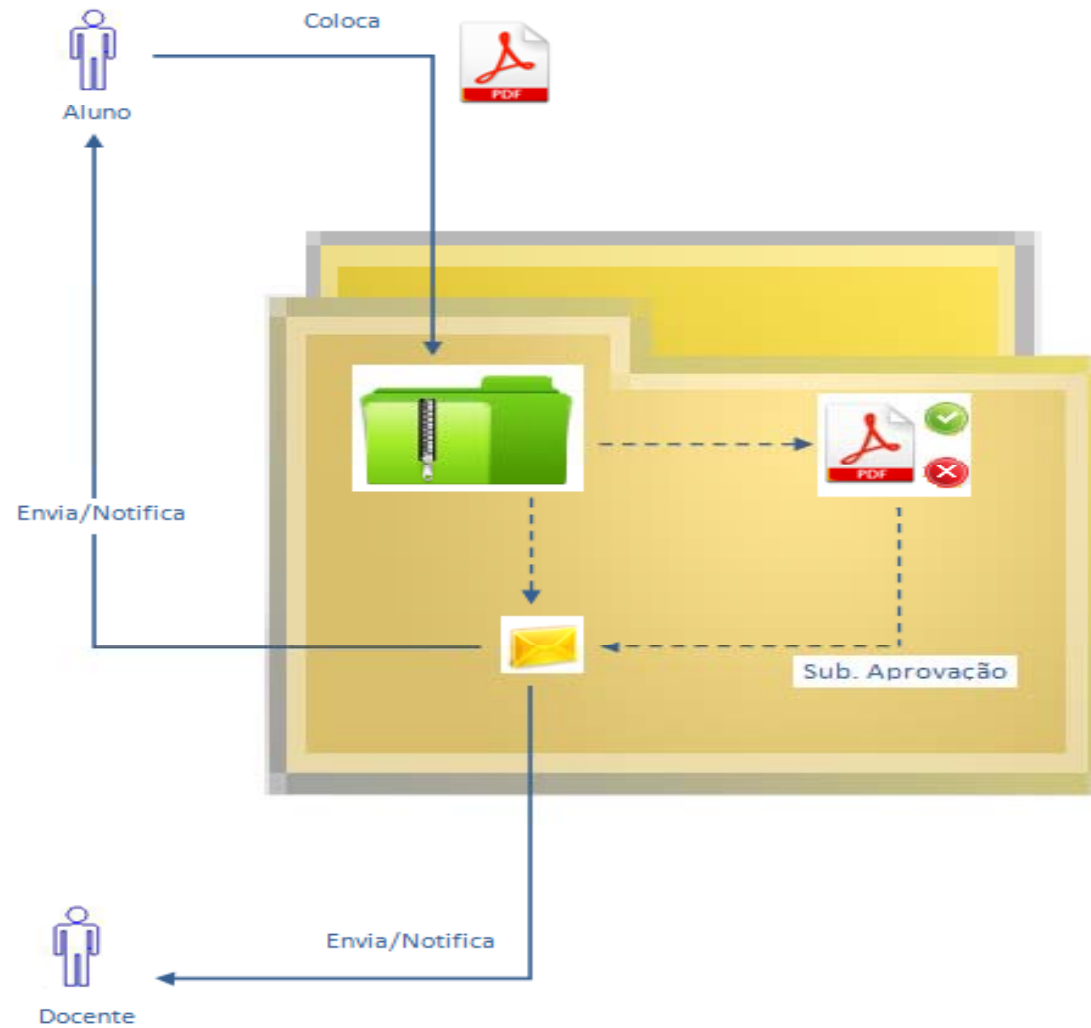 Coloca
PDF
Aluno
PDF
Envia/Notifica
Sub. Aprovação
Envia/Notifica
Docente